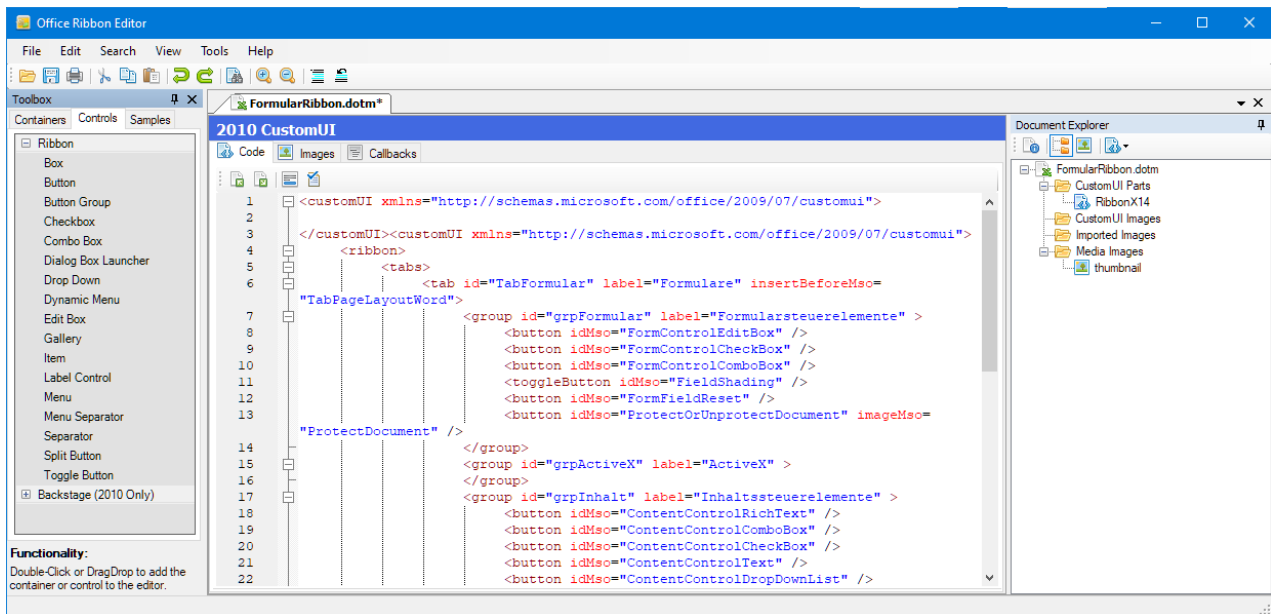 Office Ribbon Editor
File Edit Search View Tools Help
Toolbox
Containers Controls Samples
Ribbon
Box
Button
Button Group
Checkbox
Combo Box
Dialog Box Launcher
Drop Down
Dynamic Menu
Edit Box
Gallery
Item
Label Control
Menu
Menu Separator
Separator
Split Button
Toggle Button
Backstage (2010 Only)
Functionality:
Double-Click or DragDrop to add the
container or control to the editor.
FormularRibbon.dotm*
2010 CustomUI
Code Images Callbacks
1 <customUI xmlns="http://schemas.microsoft.com/office/2009/07/customui">
2
3 </customUI><customUI xmlns="http://schemas.microsoft.com/office/2009/07/customui">
4 <ribbon>
5 <tabs>
6 <tab id="TabFormular" label="Formulare" insertBeforeMso=
"TabPageLayoutWord">
7 <group id="grpFormular" label="Formularsteuerelemente" >
8 <button idMso="FormControlEditBox" />
9 <button idMso="FormControlCheckBox" />
10 <button idMso="FormControlComboBox" />
11 <toggleButton idMso="FieldShading" />
12 <button idMso="FormFieldReset" />
13 <button idMso="ProtectOrUnprotectDocument" imageMso=
"ProtectDocument" />
14 </group>
15 <group id="grpActiveX" label="ActiveX" >
16 </group>
17 <group id="grpInhalt" label="Inhaltssteuerelemente" >
18 <button idMso="ContentControlRichText" />
19 <button idMso="ContentControlComboBox" />
20 <button idMso="ContentControlCheckBox" />
21 <button idMso="ContentControlText" />
22 <button idMso="ContentControlDropDownList" />
Document Explorer
FormularRibbon.dotm
CustomUI Parts
RibbonX14
CustomUI Images
Imported Images
Media Images
thumbnail